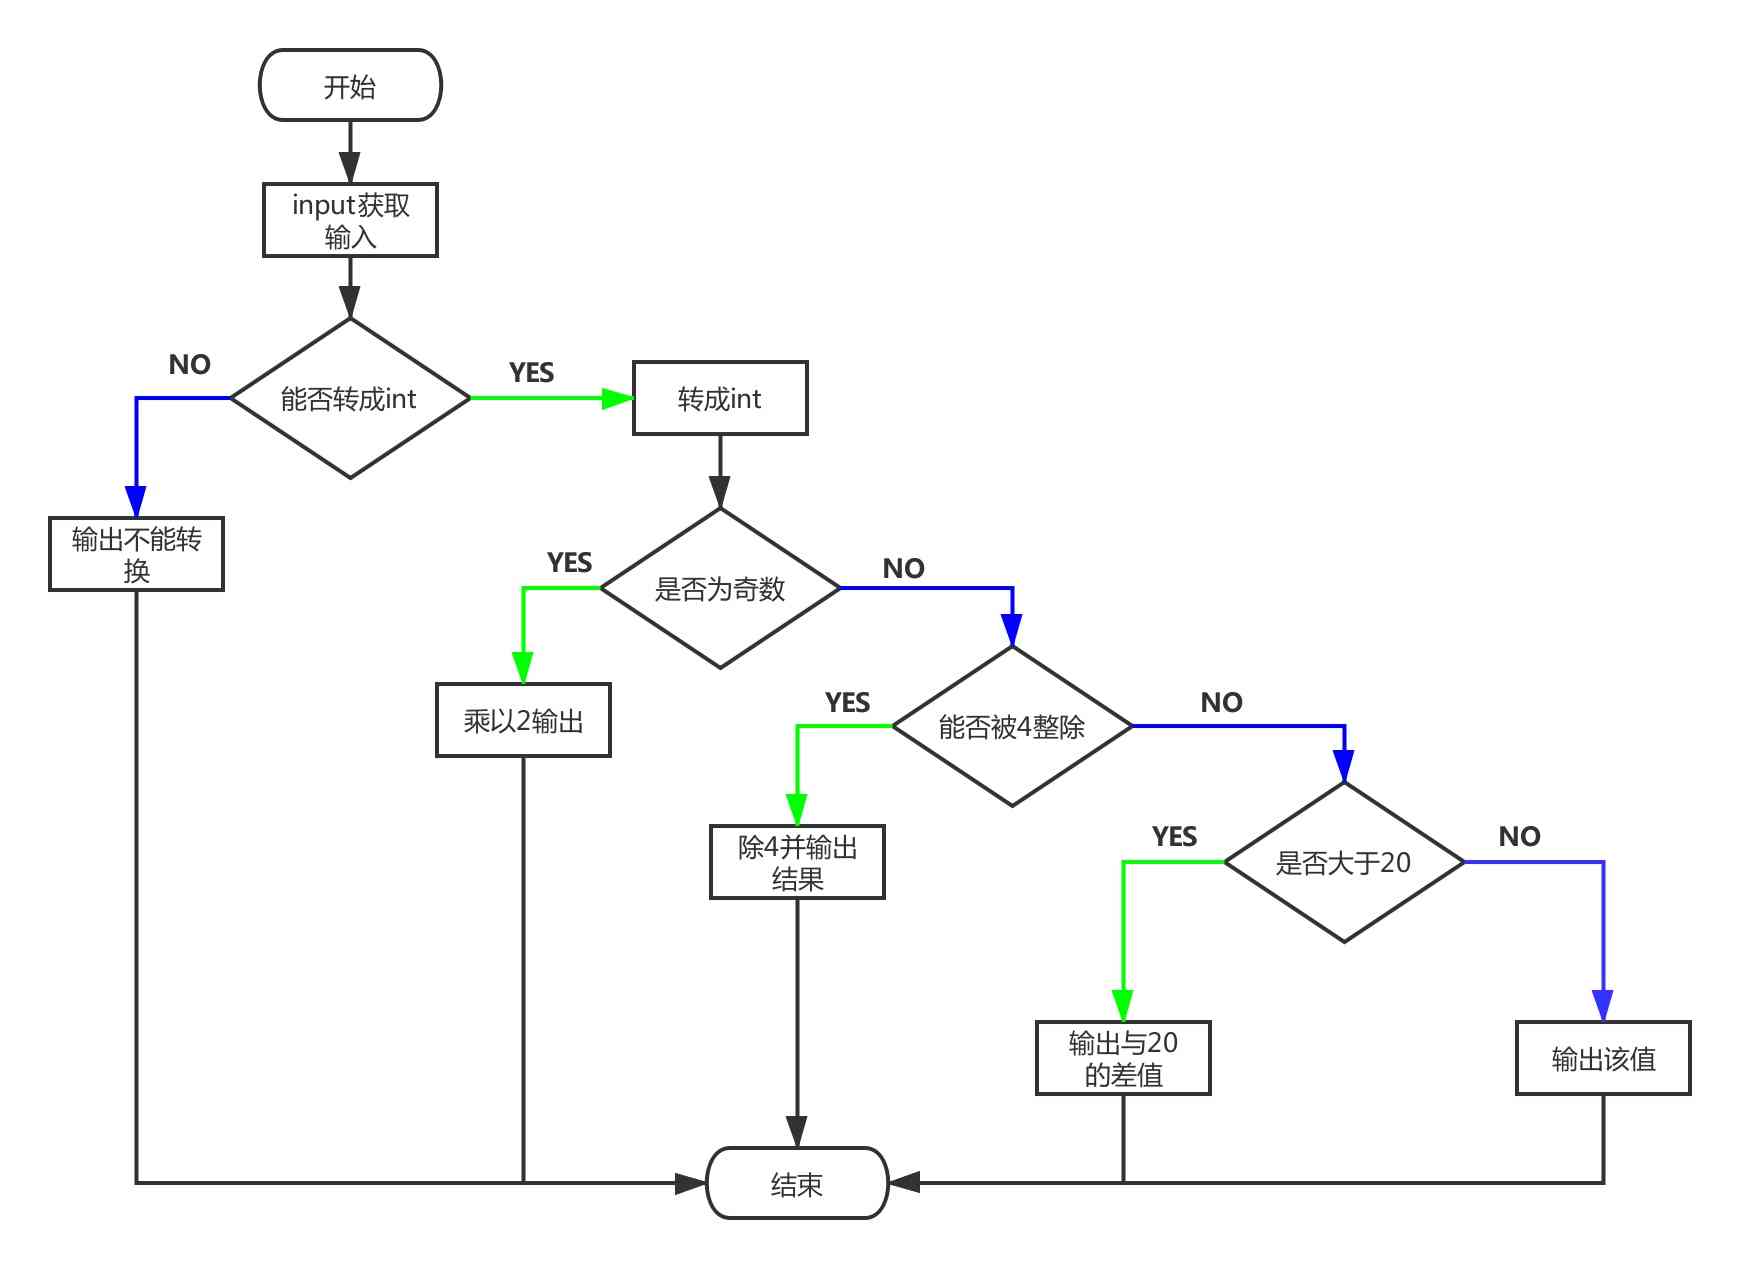 开始
input获取
输入
NO
YES
能否转成int
转成int
输出不能转
换
YES
NO
是否为奇数
乘以2输出
YES
NO
能否被4整除
除4并输出
结果
YES
NO
是否大于20
输出与20
的差值
输出该值
结束